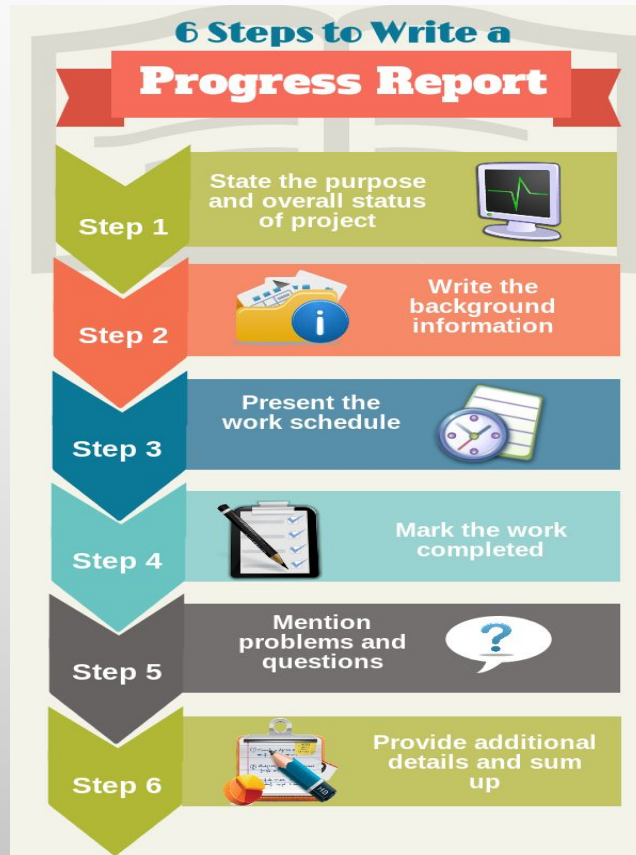 6 Steps to Write a
Progress Report
Step 1
State the purpose
and overall status
of project
Step 2
Write the
background
information
Step 3
Present the
work schedule
Step 4
Mark the work
completed
Step 5
Mention
problems and
questions
Step 6
Provide additional
details and sum
up